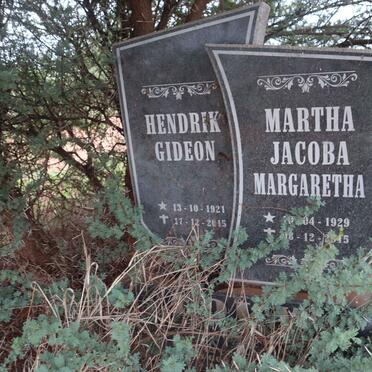 HENDRIK
GIDEON
13-10-1921
17-12-2015
MARTHA
JACOBA
MARGARETHA
-04-1929
-12-2015